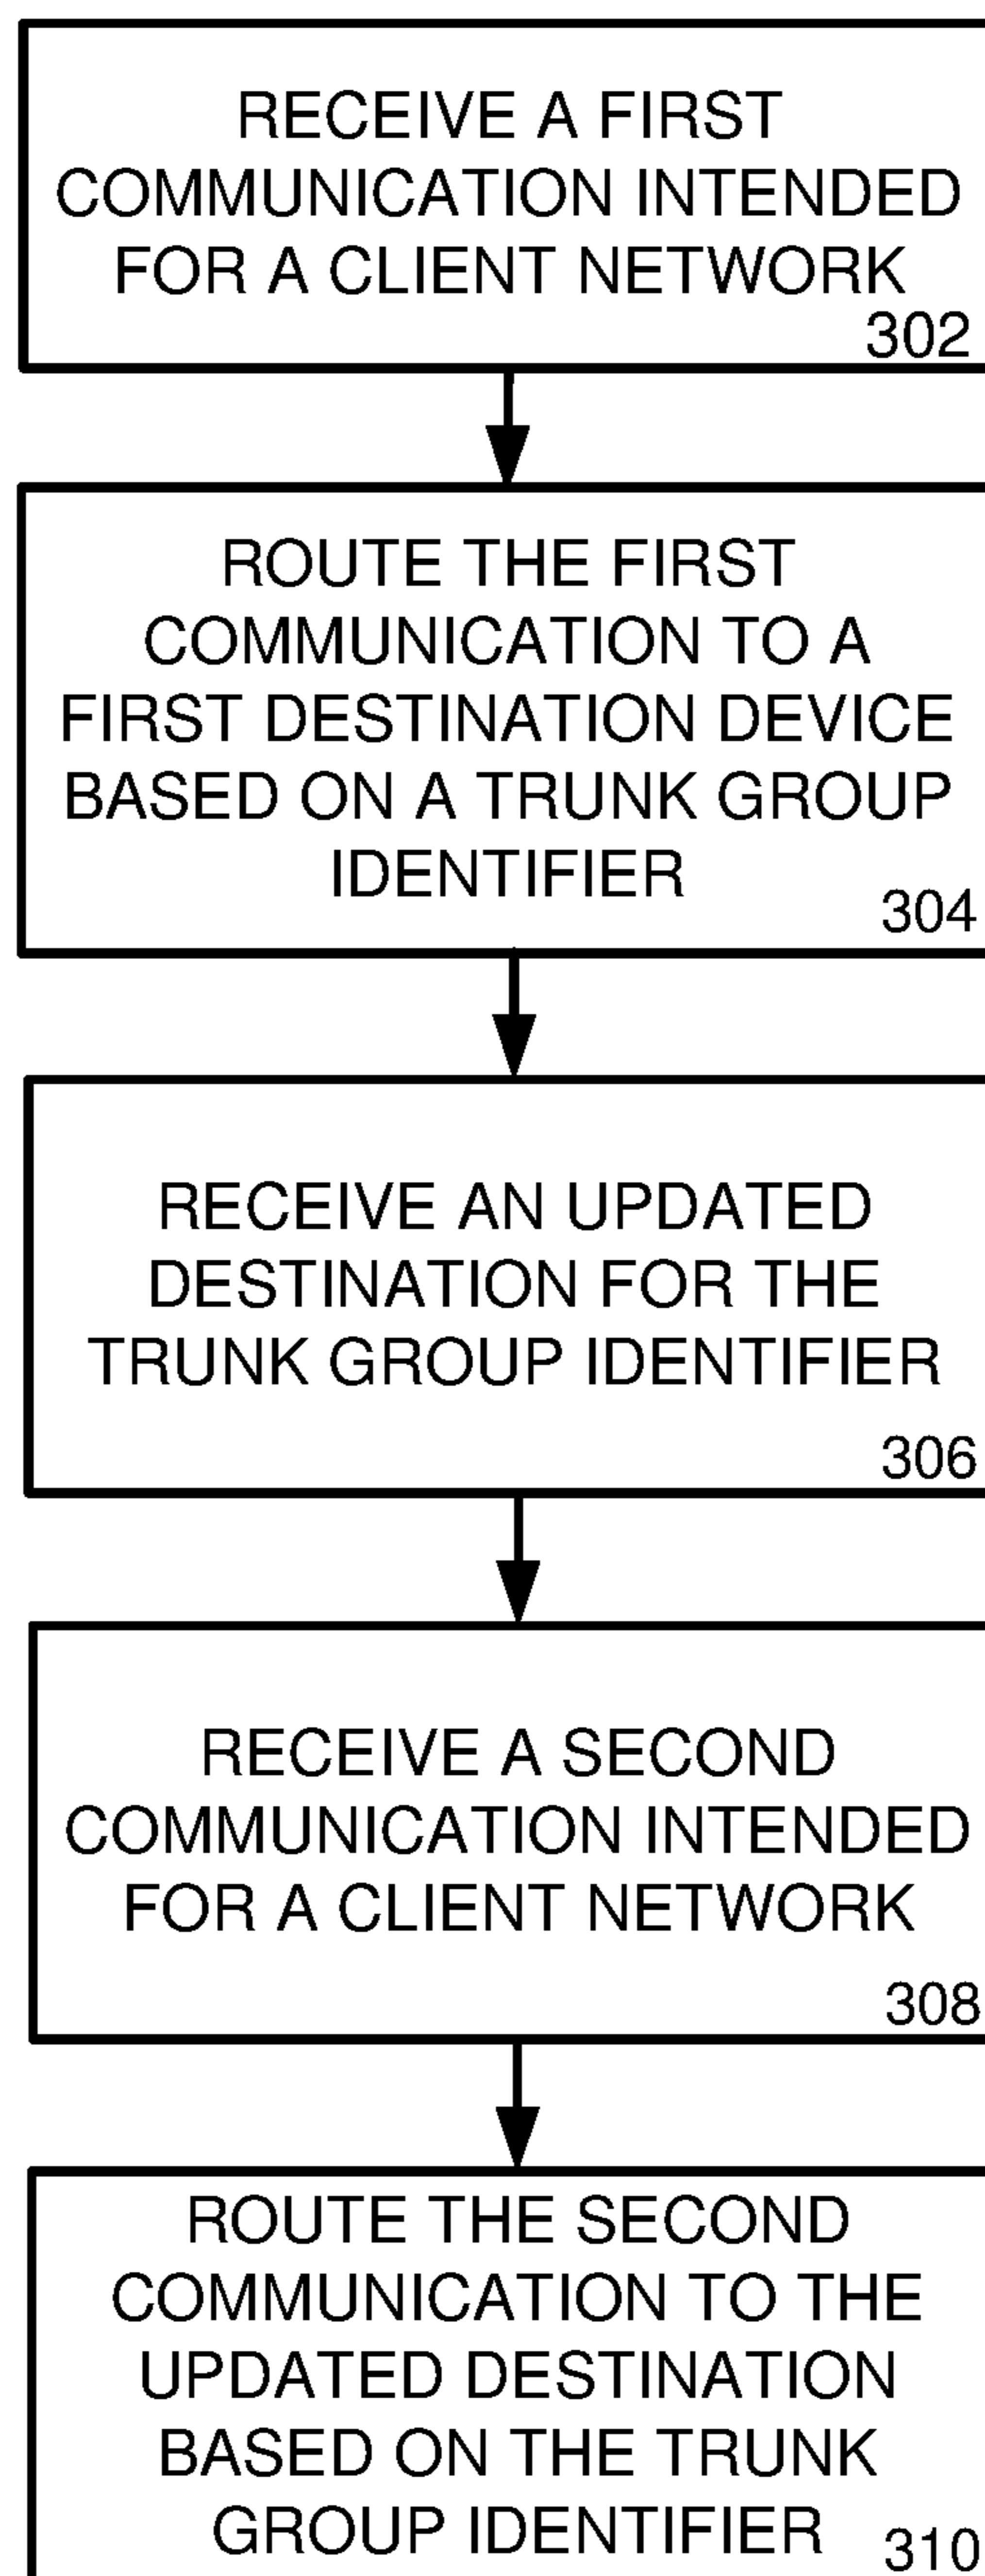 RECEIVE A FIRST
COMMUNICATION INTENDED
FOR A CLIENT NETWORK
302
ROUTE THE FIRST
COMMUNICATION TO A
FIRST DESTINATION DEVICE
BASED ON A TRUNK GROUP
IDENTIFIER
304
RECEIVE AN UPDATED
DESTINATION FOR THE
TRUNK GROUP IDENTIFIER
306
RECEIVE A SECOND
COMMUNICATION INTENDED
FOR A CLIENT NETWORK
308
ROUTE THE SECOND
COMMUNICATION TO THE
UPDATED DESTINATION
BASED ON THE TRUNK
GROUP IDENTIFIER
310